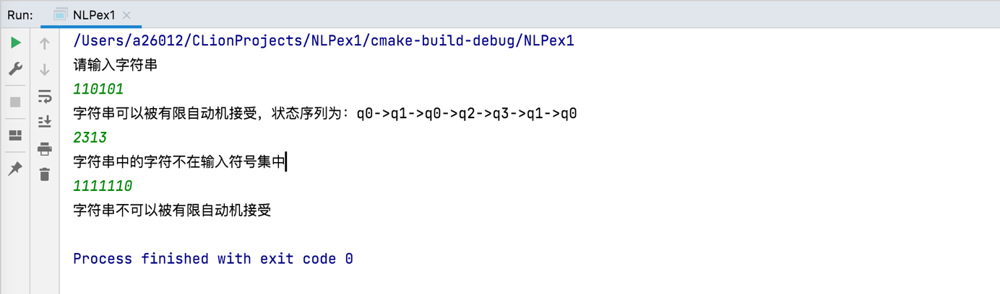 Run: NLPex1
/Users/a26012/CLionProjects/NLPex1/cmake-build-debug/NLPex1
请输入字符串
110101
字符串可以被有限自动机接受，状态序列为：q0->q1->q0->q2->q3->q1->q0
2313
字符串中的字符不在输入符号集中
1111110
字符串不可以被有限自动机接受
Process finished with exit code 0